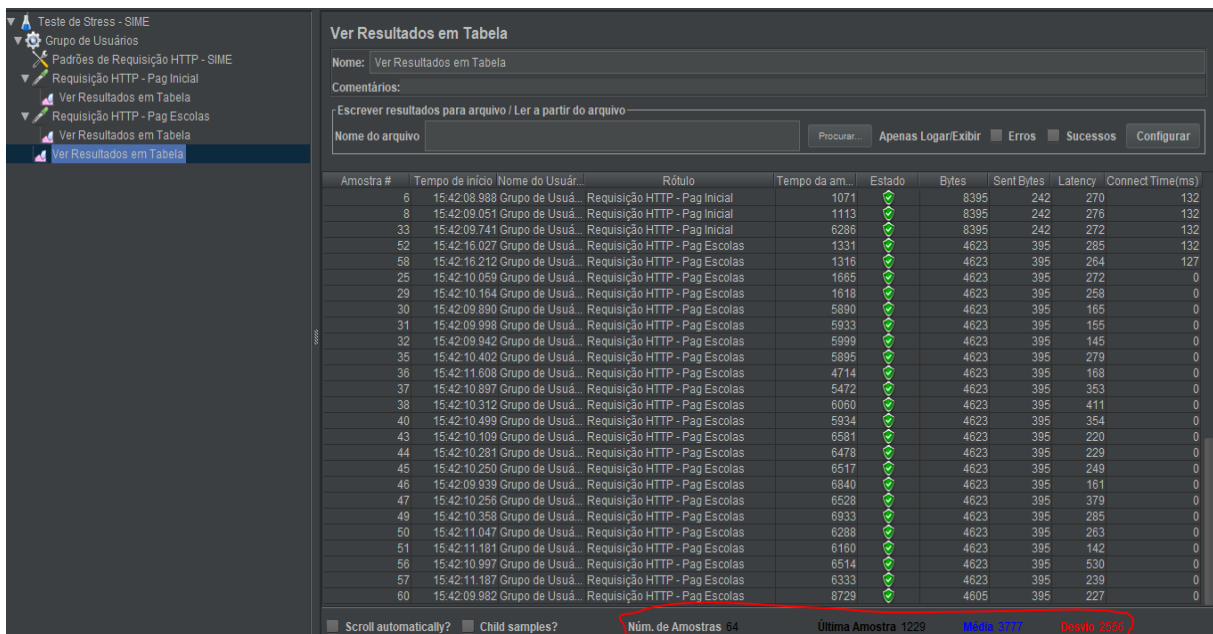 Teste de Stress - SIME
Grupo de Usuários
Padrões de Requisição HTTP - SIME
Requisição HTTP - Pag Inicial
Ver Resultados em Tabela
Requisição HTTP - Pag Escolas
Ver Resultados em Tabela
Ver Resultados em Tabela
Ver Resultados em Tabela
Nome: Ver Resultados em Tabela
Comentários:
Escrever resultados para arquivo / Ler a partir do arquivo
Nome do arquivo Procurar... Apenas Logar/Exibir Erros Sucessos Configurar
Amostra # Tempo de início Nome do Usuár... Rótulo Tempo da am... Estado Bytes Sent Bytes Latency Connect Time(ms)
6 15:42:08.988 Grupo de Usuá... Requisição HTTP - Pag Inicial 1071 8395 242 270 132
8 15:42:09.051 Grupo de Usuá... Requisição HTTP - Pag Inicial 1113 8395 242 276 132
33 15:42:09.741 Grupo de Usuá... Requisição HTTP - Pag Inicial 6286 8395 242 272 132
52 15:42:16.027 Grupo de Usuá... Requisição HTTP - Pag Escolas 1331 4623 395 285 132
58 15:42:16.212 Grupo de Usuá... Requisição HTTP - Pag Escolas 1316 4623 395 264 127
25 15:42:10.059 Grupo de Usuá... Requisição HTTP - Pag Escolas 1665 4623 395 272 0
29 15:42:10.164 Grupo de Usuá... Requisição HTTP - Pag Escolas 1618 4623 395 258 0
30 15:42:09.890 Grupo de Usuá... Requisição HTTP - Pag Escolas 5890 4623 395 165 0
31 15:42:09.998 Grupo de Usuá... Requisição HTTP - Pag Escolas 5933 4623 395 155 0
32 15:42:09.942 Grupo de Usuá... Requisição HTTP - Pag Escolas 5999 4623 395 145 0
35 15:42:10.402 Grupo de Usuá... Requisição HTTP - Pag Escolas 5895 4623 395 279 0
36 15:42:11.608 Grupo de Usuá... Requisição HTTP - Pag Escolas 4714 4623 395 168 0
37 15:42:10.897 Grupo de Usuá... Requisição HTTP - Pag Escolas 5472 4623 395 353 0
38 15:42:10.312 Grupo de Usuá... Requisição HTTP - Pag Escolas 6060 4623 395 411 0
40 15:42:10.499 Grupo de Usuá... Requisição HTTP - Pag Escolas 5934 4623 395 354 0
43 15:42:10.109 Grupo de Usuá... Requisição HTTP - Pag Escolas 6581 4623 395 220 0
44 15:42:10.281 Grupo de Usuá... Requisição HTTP - Pag Escolas 6478 4623 395 229 0
45 15:42:10.250 Grupo de Usuá... Requisição HTTP - Pag Escolas 6517 4623 395 249 0
46 15:42:09.939 Grupo de Usuá... Requisição HTTP - Pag Escolas 6840 4623 395 161 0
47 15:42:10.256 Grupo de Usuá... Requisição HTTP - Pag Escolas 6528 4623 395 379 0
49 15:42:10.358 Grupo de Usuá... Requisição HTTP - Pag Escolas 6933 4623 395 285 0
50 15:42:11.047 Grupo de Usuá... Requisição HTTP - Pag Escolas 6288 4623 395 263 0
51 15:42:11.181 Grupo de Usuá... Requisição HTTP - Pag Escolas 6160 4623 395 142 0
56 15:42:10.997 Grupo de Usuá... Requisição HTTP - Pag Escolas 6514 4623 395 530 0
57 15:42:11.187 Grupo de Usuá... Requisição HTTP - Pag Escolas 6333 4623 395 239 0
60 15:42:09.982 Grupo de Usuá... Requisição HTTP - Pag Escolas 8729 4605 395 227 0
Scroll automatically? Child samples? Núm. de Amostras 64 Última Amostra 1229 Média 3777 Desvio 2556